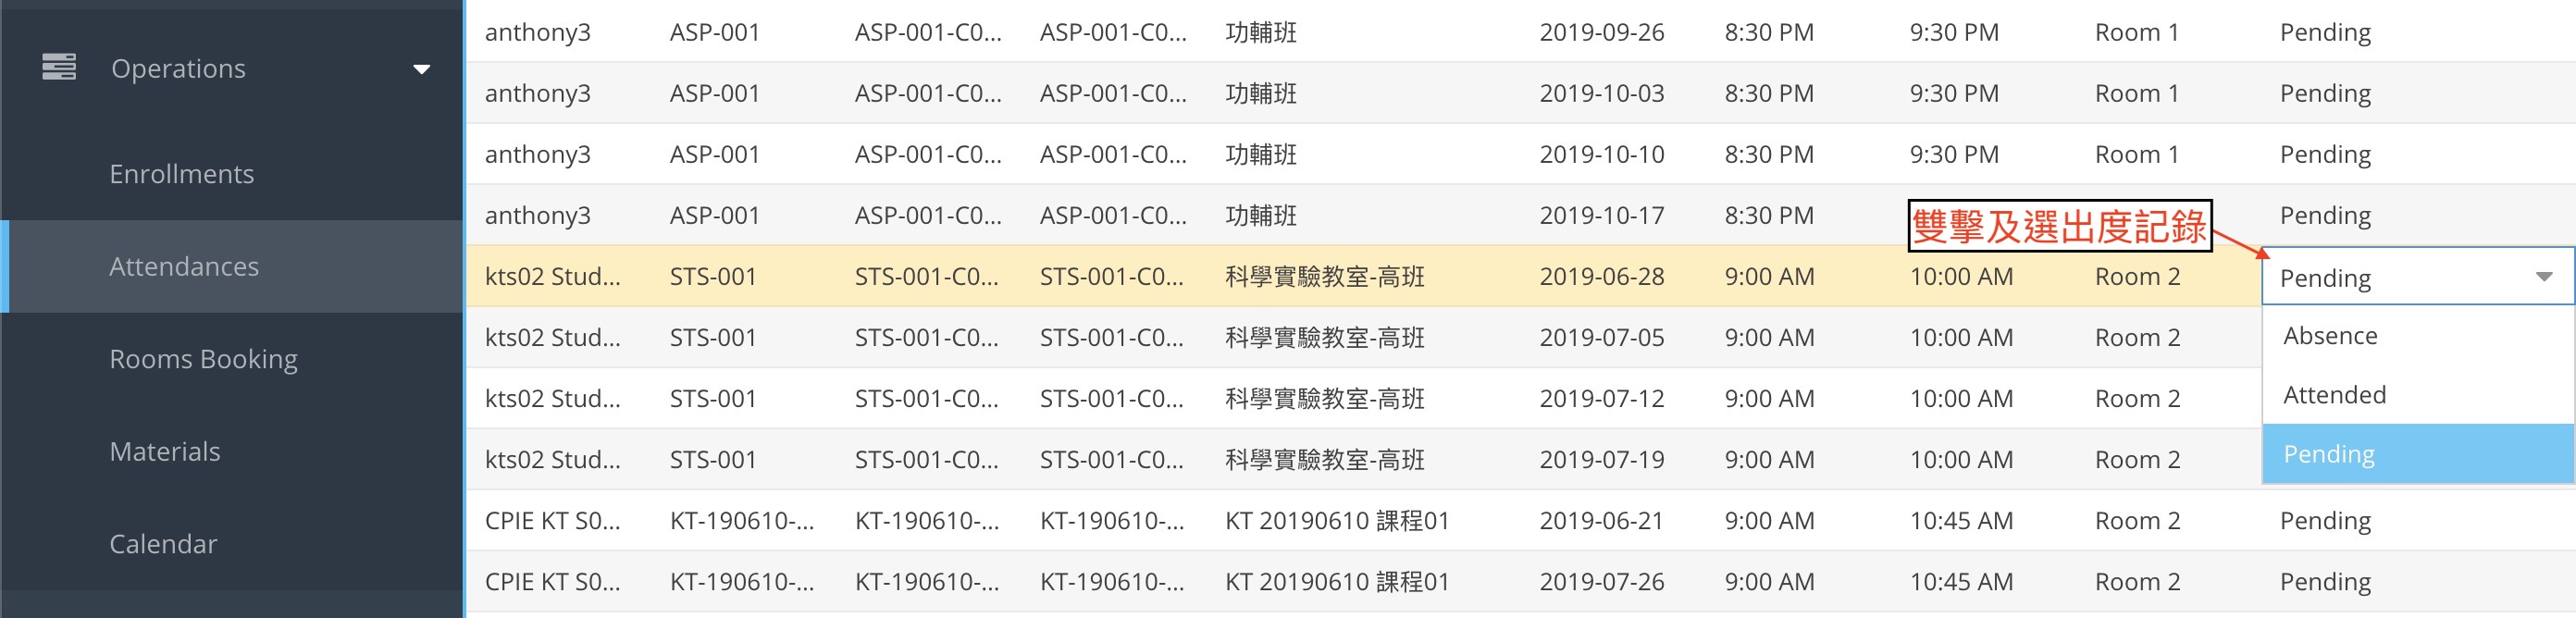 Operations
Enrollments
Attendances
Rooms Booking
Materials
Calendar
anthony3 ASP-001 ASP-001-C0... ASP-001-C0... 功輔班 2019-09-26 8:30 PM 9:30 PM Room 1 Pending
anthony3 ASP-001 ASP-001-C0... ASP-001-C0... 功輔班 2019-10-03 8:30 PM 9:30 PM Room 1 Pending
anthony3 ASP-001 ASP-001-C0... ASP-001-C0... 功輔班 2019-10-10 8:30 PM 9:30 PM Room 1 Pending
anthony3 ASP-001 ASP-001-C0... ASP-001-C0... 功輔班 2019-10-17 8:30 PM Pending
雙擊及選出度記錄
kts02 Stud... STS-001 STS-001-C0... STS-001-C0... 科學實驗教室-高班 2019-06-28 9:00 AM 10:00 AM Room 2 Pending
kts02 Stud... STS-001 STS-001-C0... STS-001-C0... 科學實驗教室-高班 2019-07-05 9:00 AM 10:00 AM Room 2
kts02 Stud... STS-001 STS-001-C0... STS-001-C0... 科學實驗教室-高班 2019-07-12 9:00 AM 10:00 AM Room 2
kts02 Stud... STS-001 STS-001-C0... STS-001-C0... 科學實驗教室-高班 2019-07-19 9:00 AM 10:00 AM Room 2
Absence
Attended
Pending
CPIE KT S0... KT-190610-... KT-190610-... KT-190610-... KT 20190610 課程01 2019-06-21 9:00 AM 10:45 AM Room 2 Pending
CPIE KT S0... KT-190610-... KT-190610-... KT-190610-... KT 20190610 課程01 2019-07-26 9:00 AM 10:45 AM Room 2 Pending